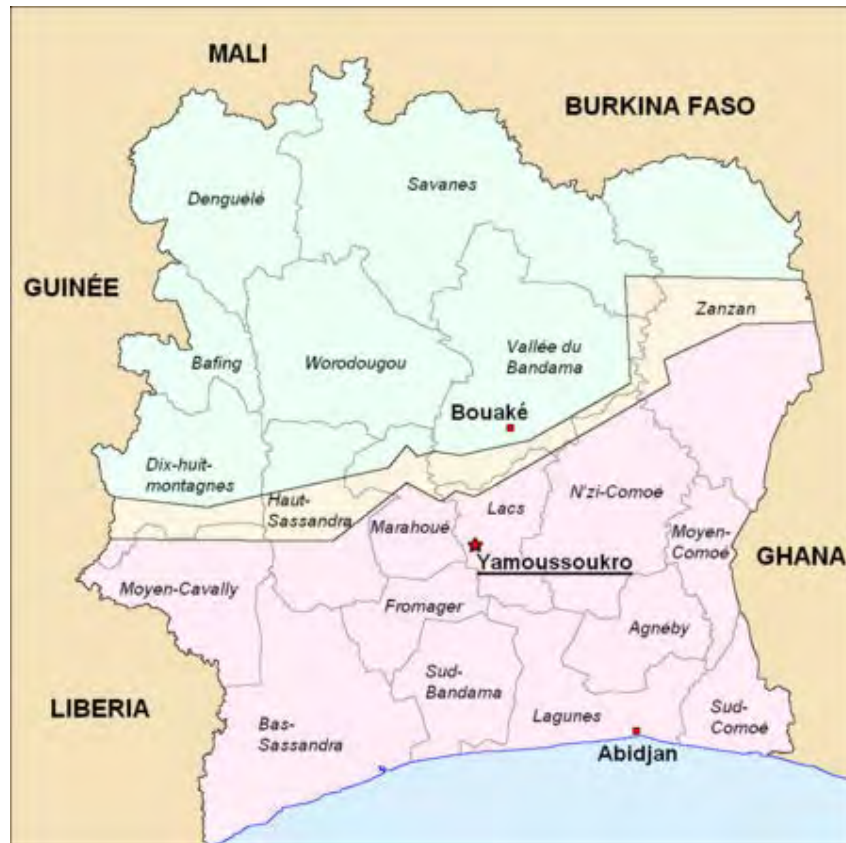 MALI
BURKINA FASO
Denguélé
Savanes
GUINÉE
Zanzan
Bafing
Worodougou
Vallée du
Bandama
Bouaké
Dix-huit-
montagnes
Haut-
Sassandra
Lacs
N'zi-Comoé
Marahoué
Moyen-
Comoé
Yamoussoukro
GHANA
Moyen-Cavally
Fromager
Agnéby
Sud-
Bandama
LIBERIA
Bas-
Sassandra
Lagunes
Sud-
Comoé
Abidjan